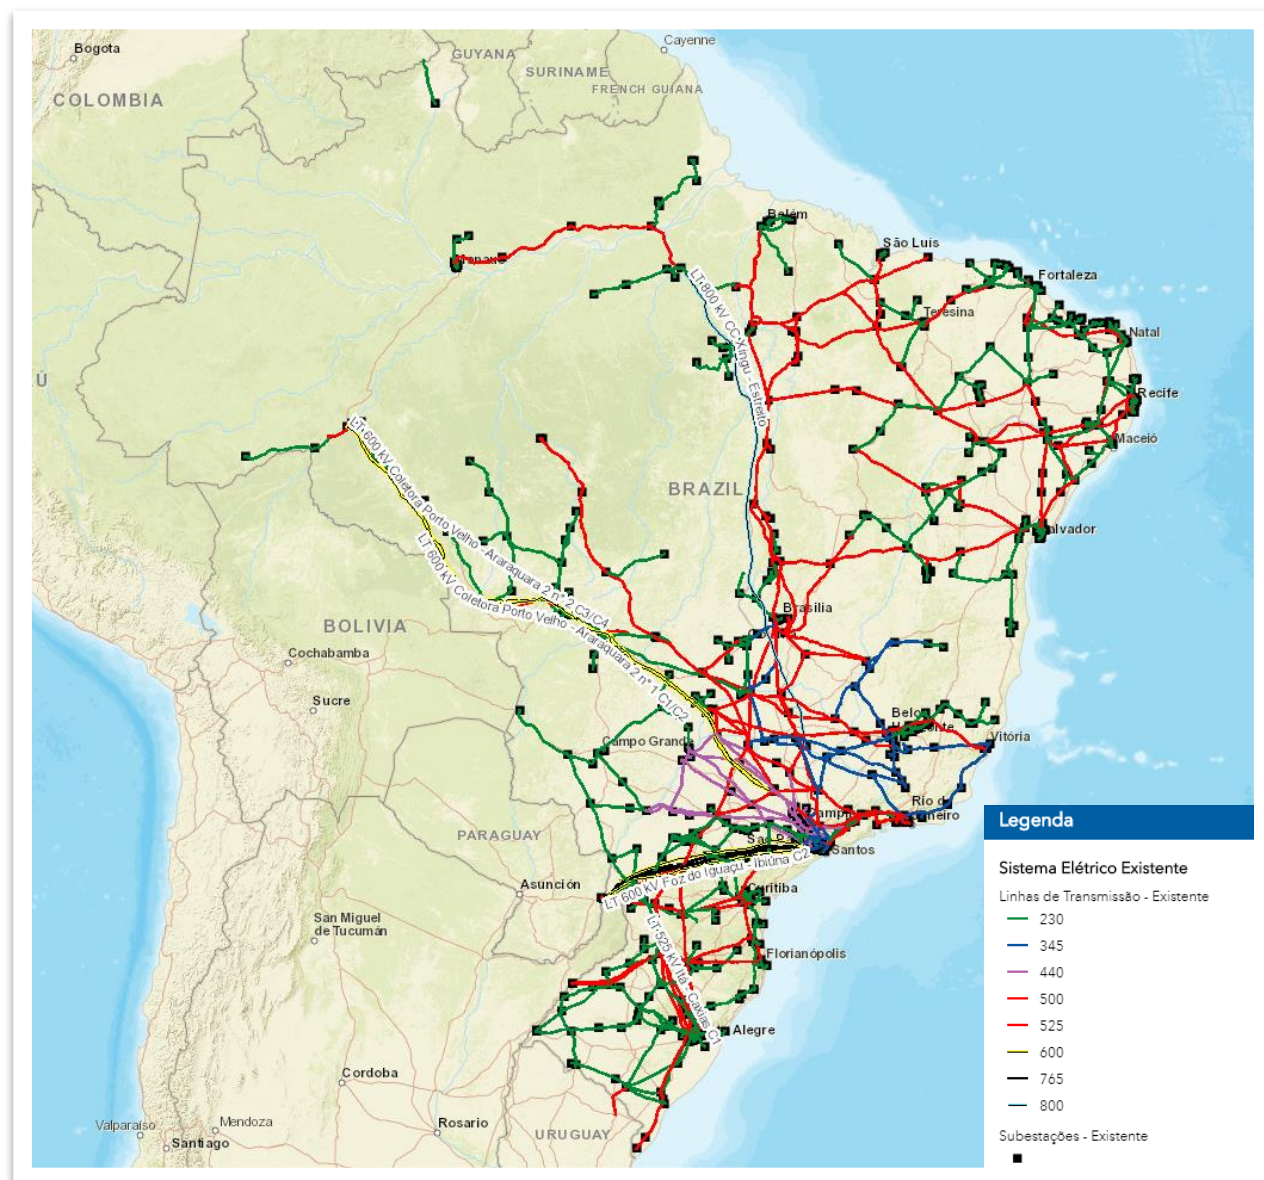 Bogota
Cayenne
GUYANA
SURINAME
FRENCH GUIANA
COLOMBIA
Belém
São Luís
Fortaleza
Teresina
Natal
LT 800 kV CC Xingu - Estreito
Ú
Recife
Maceió
LT 600 kV Coletora Porto Velho - Araraquara 2 n° 2 C3/C4
LT 600 kV Coletora Porto Velho - Araraquara 2 n° 1 C1/C2
BRAZIL
Brasilia
BOLIVIA
Cochabamba
Sucre
Campo Grande
Vitória
PARAGUAY
Santos
LT 600 kV Foz do Iguaçu - Ibiúna C2
Asunción
Curitiba
San Miguel
de Tucumán
LT 525 kV Itá - Caxias C1
Florianópolis
Alegre
Cordoba
Valparaíso
Mendoza
Santiago
Rosario
URUGUAY
Legenda
Sistema Elétrico Existente
Linhas de Transmissão - Existente
230
345
440
500
525
600
765
800
Subestações - Existente